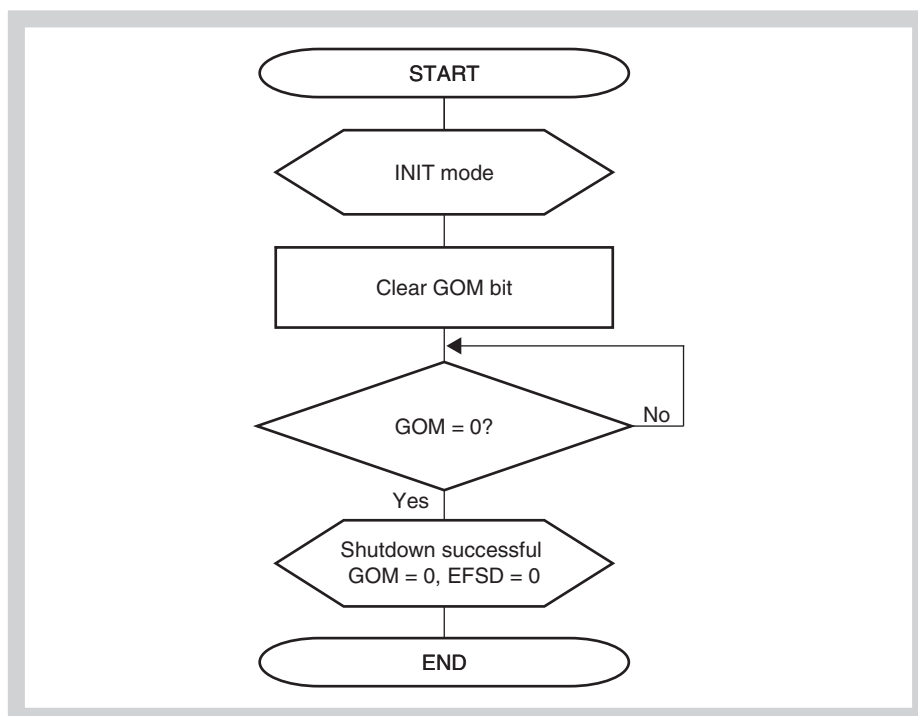 START
INIT mode
Clear GOM bit
GOM = 0?
No
Yes
Shutdown successful
GOM = 0, EFSD = 0
END